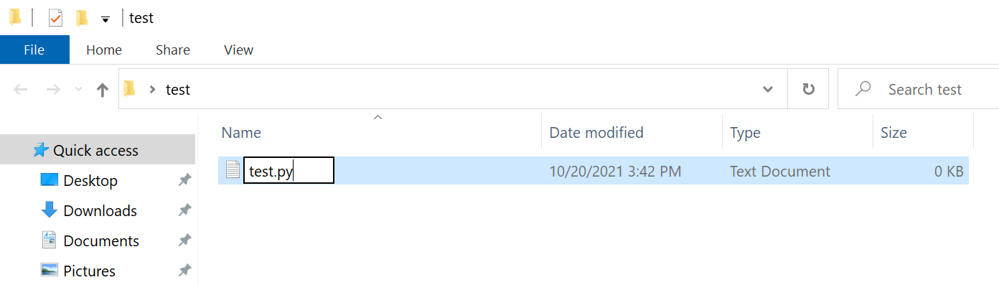 test
File Home Share View
test
Search test
Name Date modified Type Size
Quick access
test.py 10/20/2021 3:42 PM Text Document 0 KB
Desktop
Downloads
Documents
Pictures